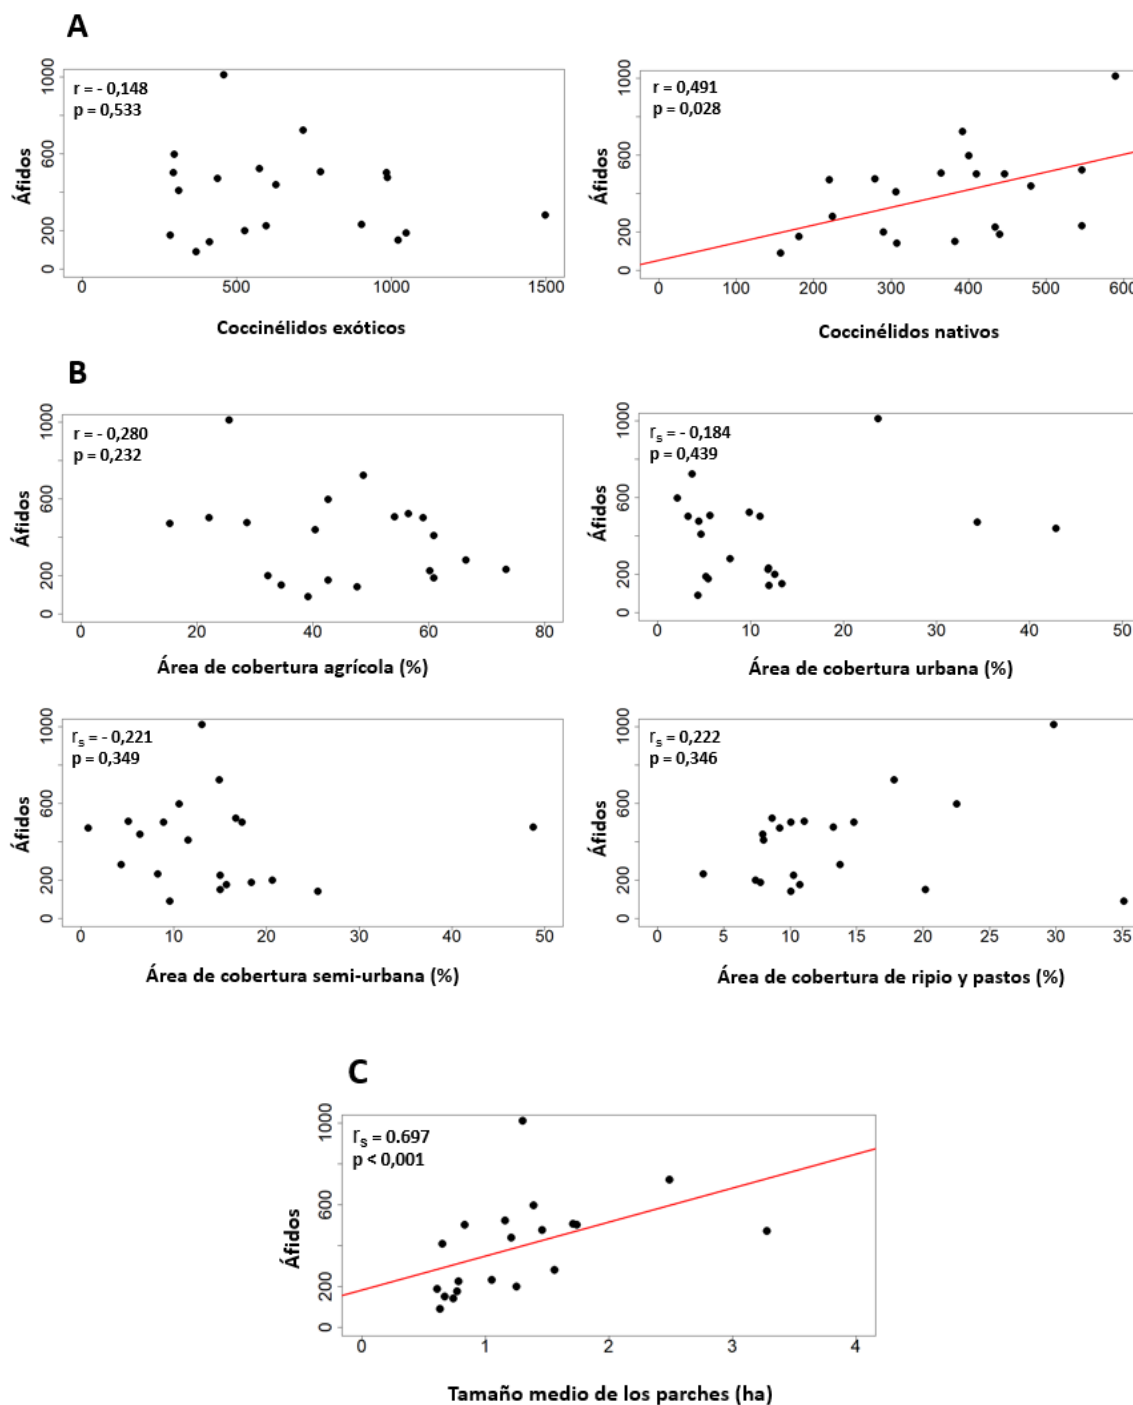 A
r = - 0,148
p = 0,533
Áfidos
0
200
600
1000
0
500
1000
1500
Coccinélidos exóticos
r = 0,491
p = 0,028
Áfidos
0
200
600
1000
0
100
200
300
400
500
600
Coccinélidos nativos
B
r = - 0,280
p = 0,232
Áfidos
0
200
600
1000
0
20
40
60
80
Área de cobertura agrícola (%)
rs = - 0,184
p = 0,439
Áfidos
0
200
600
1000
0
10
20
30
40
50
Área de cobertura urbana (%)
rs = - 0,221
p = 0,349
Áfidos
0
200
600
1000
0
10
20
30
40
50
Área de cobertura semi-urbana (%)
rs = 0,222
p = 0,346
Áfidos
0
200
600
1000
0
5
10
15
20
25
30
35
Área de cobertura de ripio y pastos (%)
C
rs = 0.697
p < 0,001
Áfidos
0
200
600
1000
0
1
2
3
4
Tamaño medio de los parches (ha)